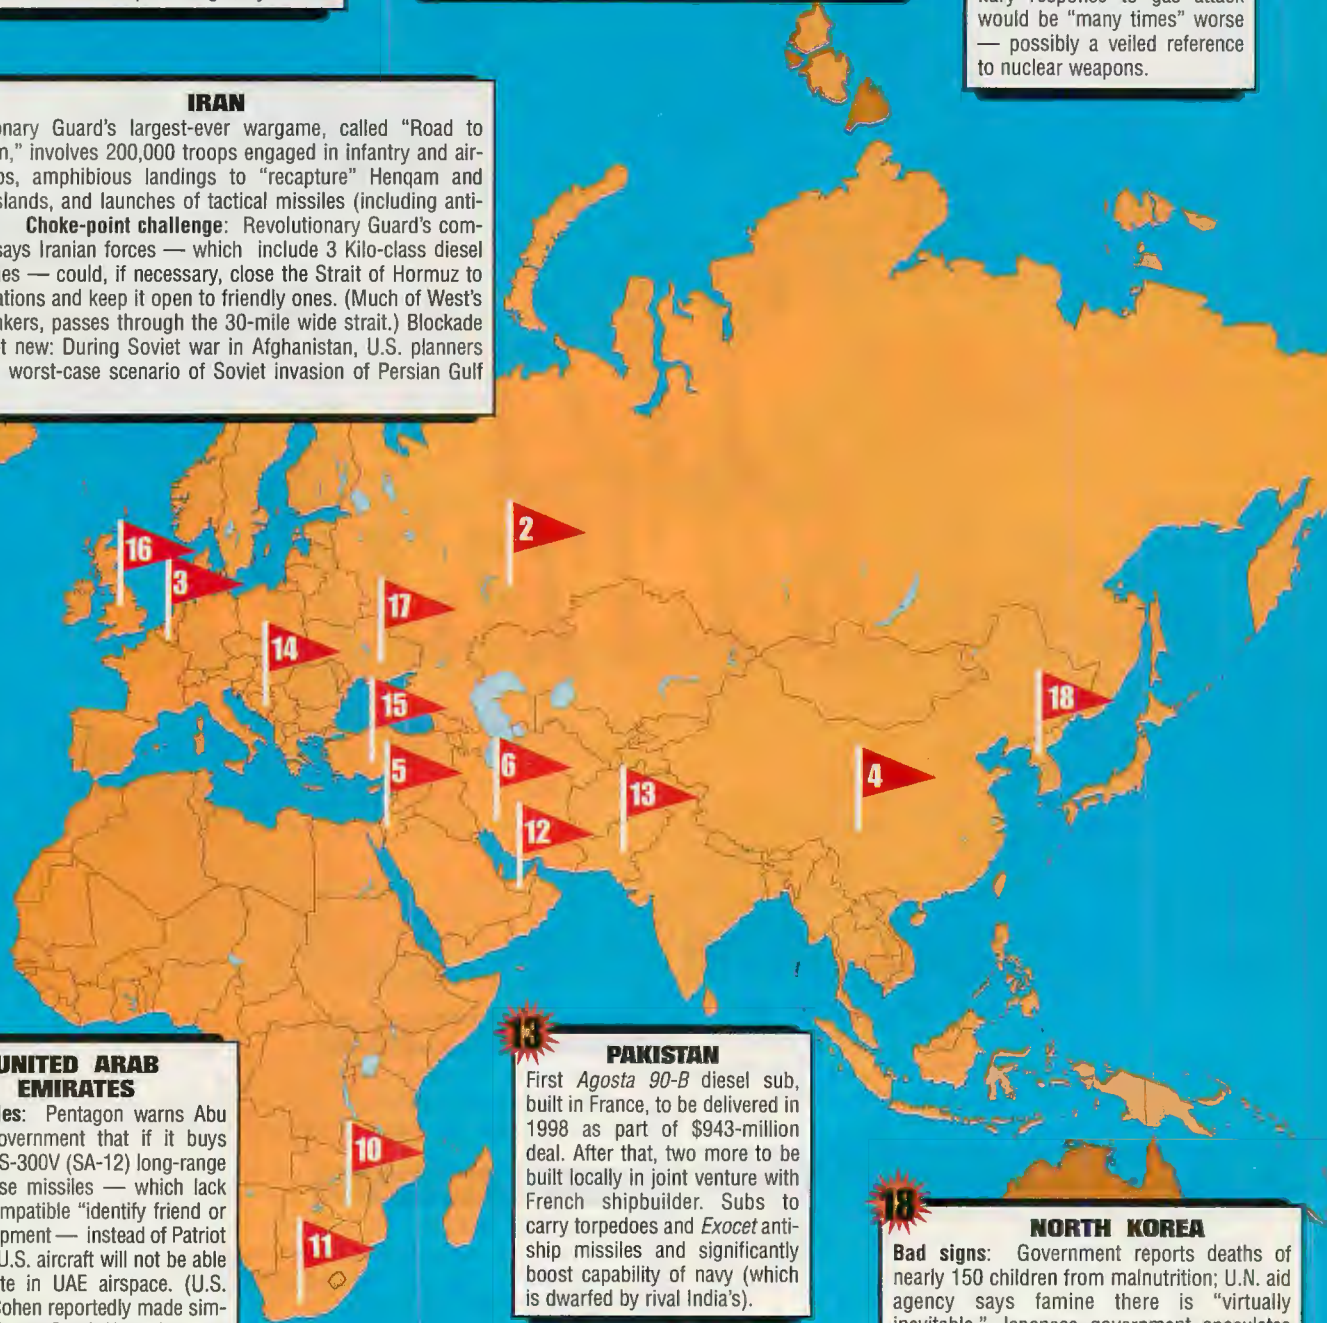 would be “many times” worse
— possibly a veiled reference
to nuclear weapons.
IRAN
onary Guard's largest-ever wargame, called “Road to
n,” involves 200,000 troops engaged in infantry and air-
ps, amphibious landings to “recapture” Henqam and
slands, and launches of tactical missiles (including anti-
Choke-point challenge: Revolutionary Guard's com-
says Iranian forces — which include 3 Kilo-class diesel
es — could, if necessary, close the Strait of Hormuz to
ations and keep it open to friendly ones. (Much of West's
nkers, passes through the 30-mile wide strait.) Blockade
t new: During Soviet war in Afghanistan, U.S. planners
worst-case scenario of Soviet invasion of Persian Gulf
2
16
3
17
14
15
18
5
6
13
4
12
10
11
UNITED ARAB
EMIRATES
les: Pentagon warns Abu
overnment that if it buys
S-300V (SA-12) long-range
se missiles — which lack
mpatible “identify friend or
pment — instead of Patriot
U.S. aircraft will not be able
te in UAE airspace. (U.S.
Cohen reportedly made sim-
13
PAKISTAN
First Agosta 90-B diesel sub,
built in France, to be delivered in
1998 as part of $943-million
deal. After that, two more to be
built locally in joint venture with
French shipbuilder. Subs to
carry torpedoes and Exocet anti-
ship missiles and significantly
boost capability of navy (which
is dwarfed by rival India's).
18
NORTH KOREA
Bad signs: Government reports deaths of
nearly 150 children from malnutrition; U.N. aid
agency says famine there is “virtually